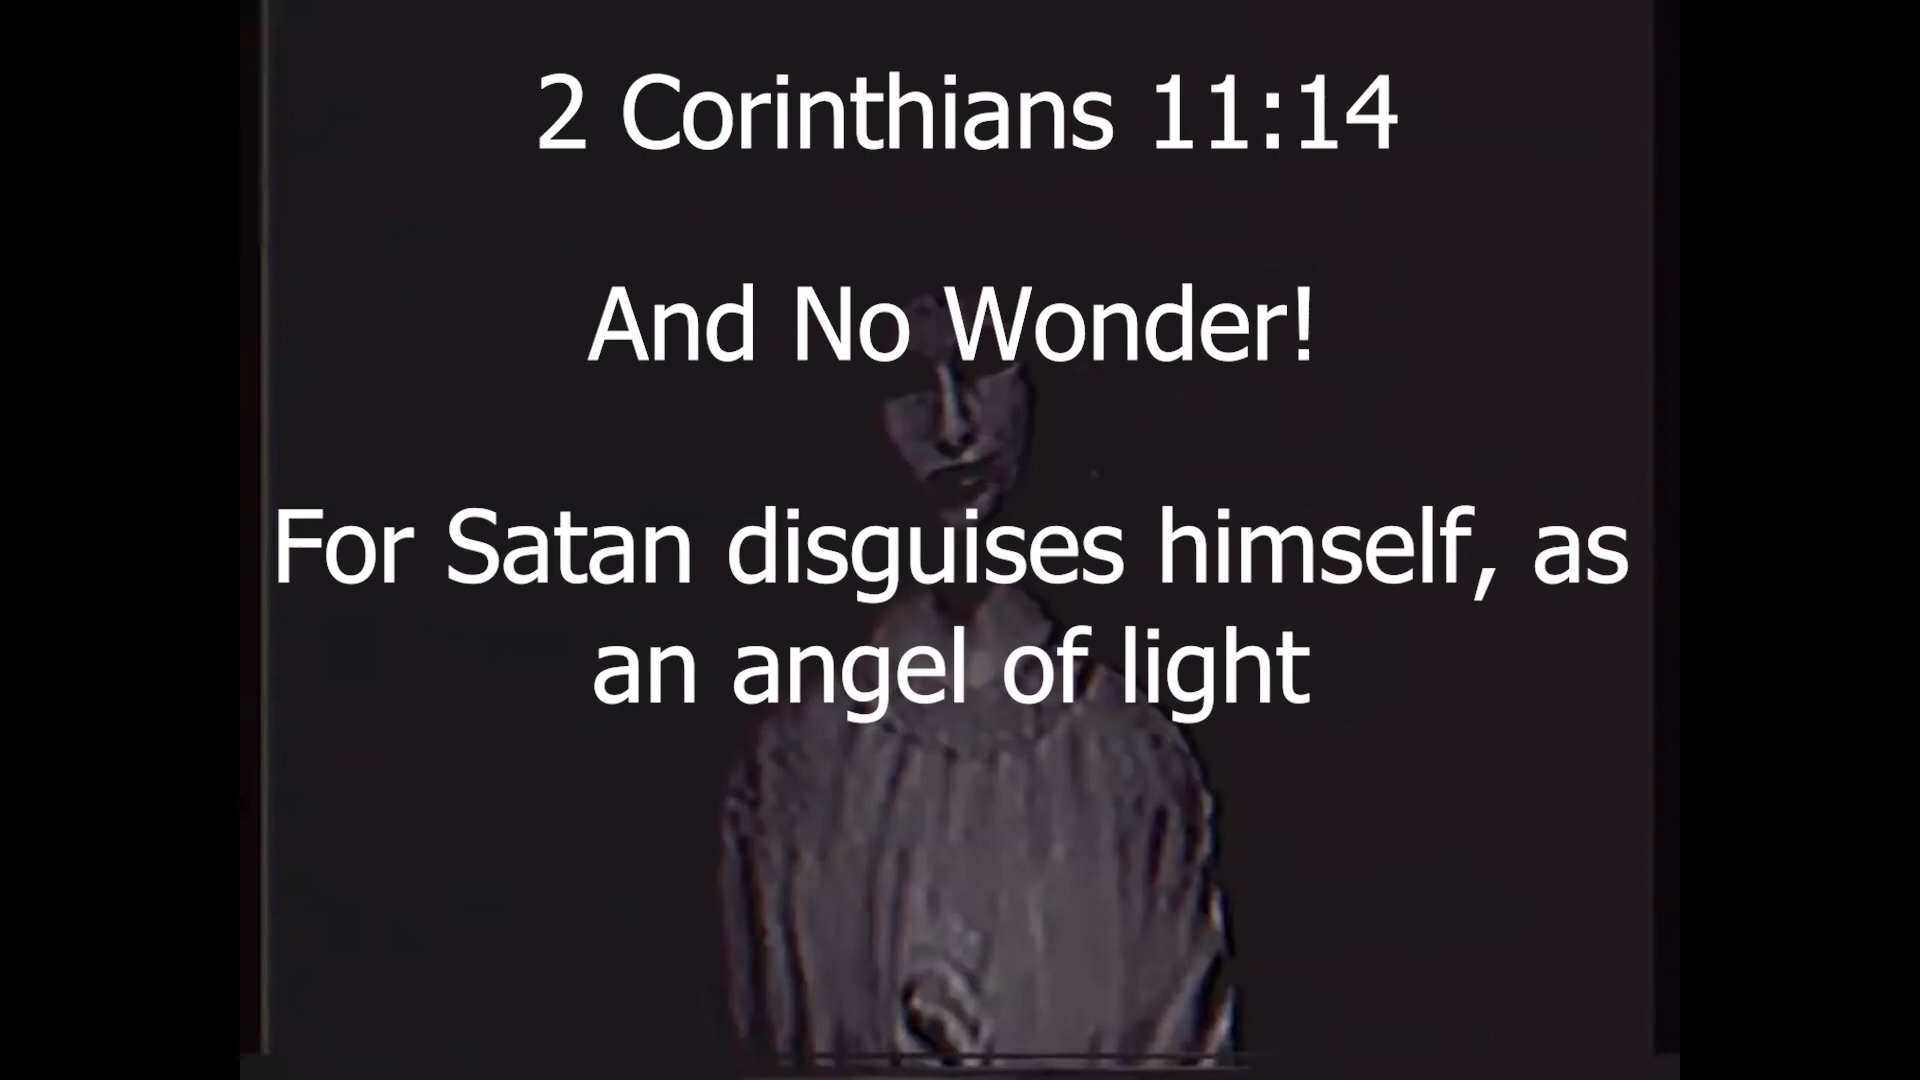 2 Corinthians 11:14
And No Wonder!
For Satan disguises himself, as
an angel of light